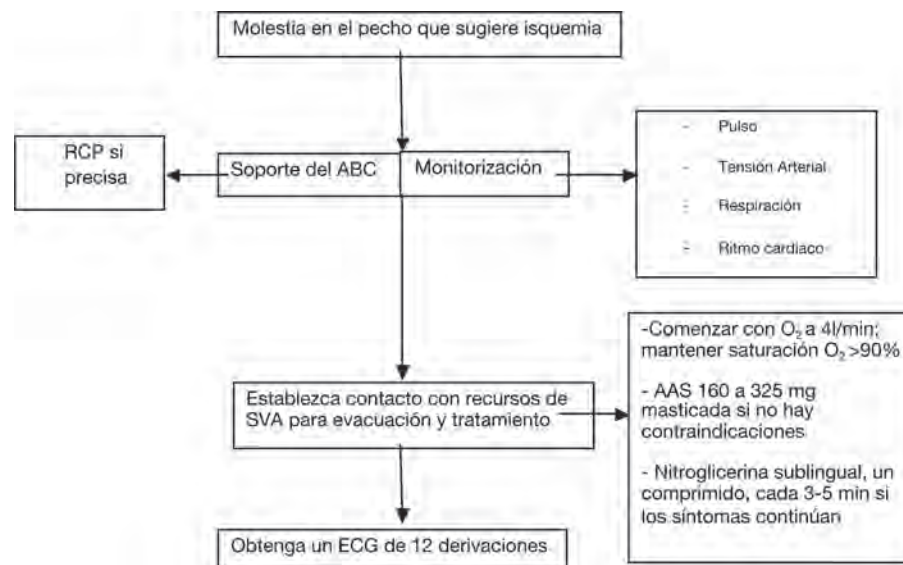 Molestia en el pecho que sugiere isquemia
RCP si
precisa
Soporte del ABC
Monitorización
- Pulso
- Tensión Arterial
- Respiración
- Ritmo cardiaco
-Comenzar con O₂ a 4l/min;
mantener saturación O₂ >90%
- AAS 160 a 325 mg
masticada si no hay
contraindicaciones
- Nitroglicerina sublingual, un
comprimido, cada 3-5 min si
los síntomas continúan
Establezca contacto con recursos de
SVA para evacuación y tratamiento
Obtenga un ECG de 12 derivaciones